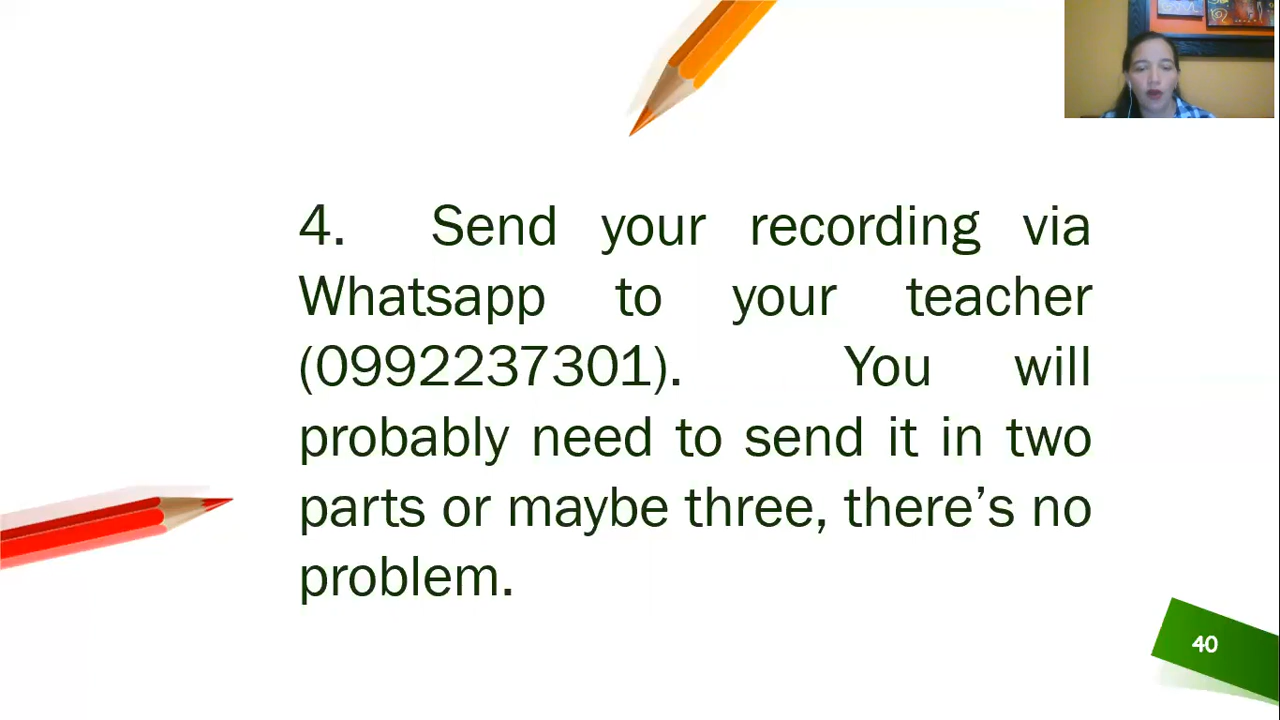 4. Send your recording via
Whatsapp to your teacher
(0992237301). You will
probably need to send it in two
parts or maybe three, there’s no
problem.
40